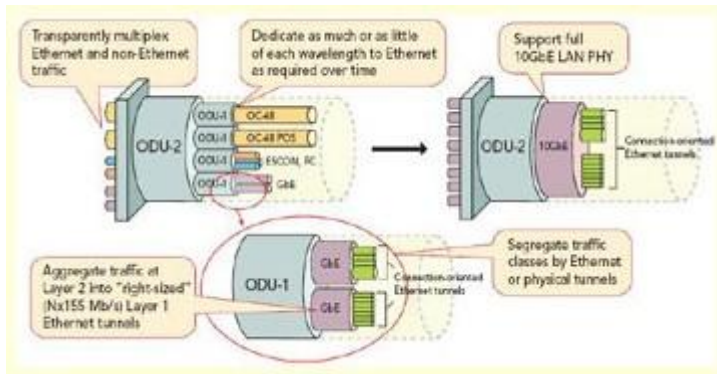 Transparently multiplex
Ethernet and non-Ethernet
traffic
Dedicate as much or as little
of each wavelength to Ethernet
as required over time
Support full
10GbE LAN PHY
ODU-2
ODU-1
OC-48
ODU-1
OC-48 POS
ODU-1
ESCON, FC
ODU-1
GbE
ODU-2
10GbE
Connection-oriented
Ethernet tunnels
Aggregate traffic at
Layer 2 into "right-sized"
(Nx155 Mb/s) Layer 1
Ethernet tunnels
ODU-1
GbE
GbE
Connection-oriented
Ethernet tunnels
Segregate traffic
classes by Ethernet
or physical tunnels